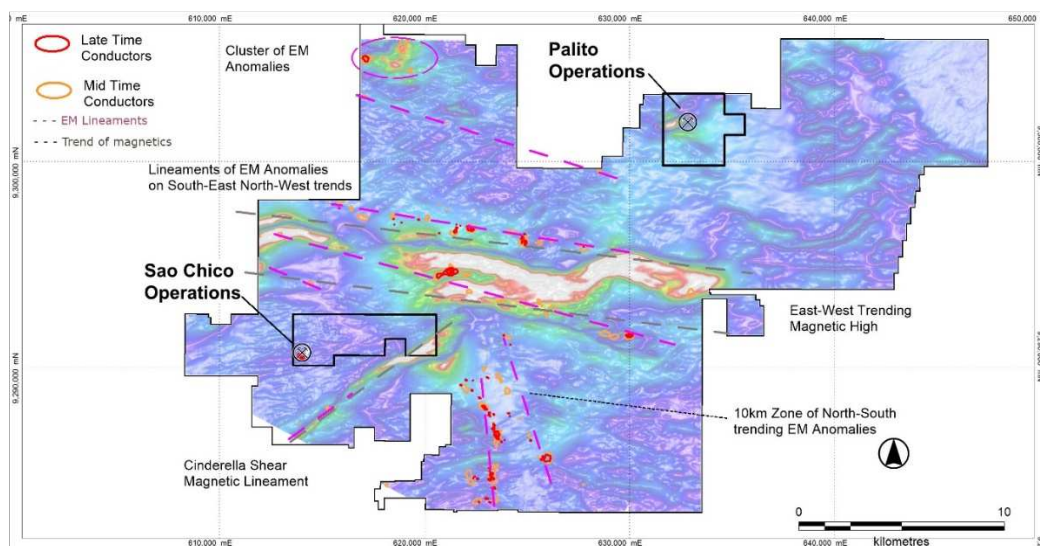 610,000 mE
620,000 mE
630,000 mE
640,000 mE
650,000
Late Time
Conductors
Mid Time
Conductors
EM Lineaments
Trend of magnetics
Cluster of EM
Anomalies
Palito
Operations
9,300,000 mN
Lineaments of EM Anomalies
on South-East North-West trends
Sao Chico
Operations
East-West Trending
Magnetic High
9,290,000 mN
10km Zone of North-South
trending EM Anomalies
Cinderella Shear
Magnetic Lineament
0
10
kilometres
610,000 mE
620,000 mE
630,000 mE
640,000 mE